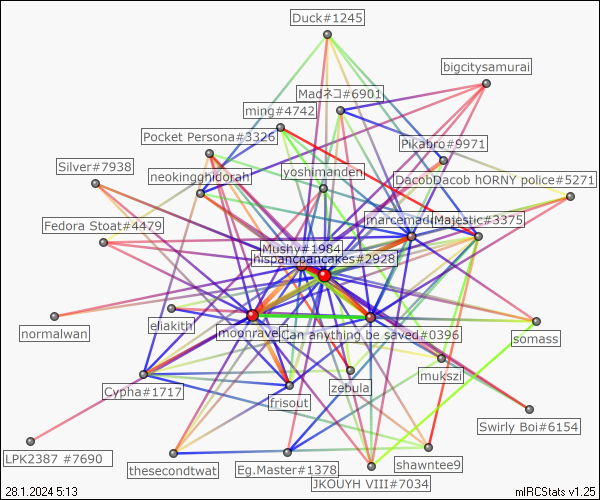 Duck#1245
bigcitysamurai
Madネコ#6901
ming#4742
Pocket Persona#3326
Pikabro#9971
Silver#7938
neokingghidorah
yoshimanden
DacobDacob hORNY police#5271
Fedora Stoat#4479
marcemad
Majestic#3375
Mushy#1984
hispanoancakes#2928
normalwan
eliakith
moonravel
Can anything be saved#0396
somass
Cypha#1717
frisout
zebula
mukszi
Swirly Boi#6154
LPK2387 #7690
thesecondtwat
Eg.Master#1378
shawntee9
JKOUYH VIII#7034
28.1.2024 5:13
mIRCStats v1.25